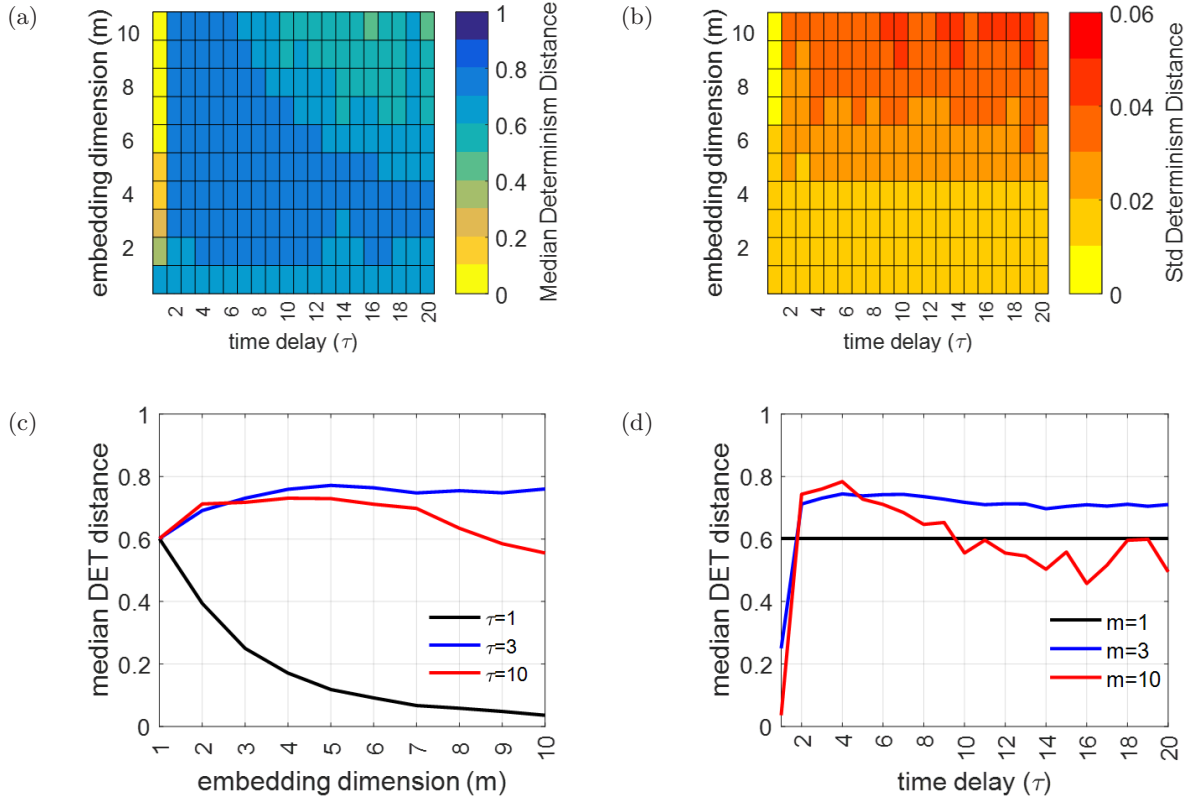 (a)
embedding dimension (m)
10
8
6
4
2
2 4 6 8 10 12 14 16 18 20
time delay (τ)
1
0.8
0.6
0.4
0.2
0
Median Determinism Distance
(b)
embedding dimension (m)
10
8
6
4
2
2 4 6 8 10 12 14 16 18 20
time delay (τ)
0.06
0.04
0.02
0
Std Determinism Distance
(c)
median DET distance
1
0.8
0.6
0.4
0.2
0
τ=1
τ=3
τ=10
1 2 3 4 5 6 7 8 9 10
embedding dimension (m)
(d)
median DET distance
1
0.8
0.6
0.4
0.2
0
m=1
m=3
m=10
2 4 6 8 10 12 14 16 18 20
time delay (τ)